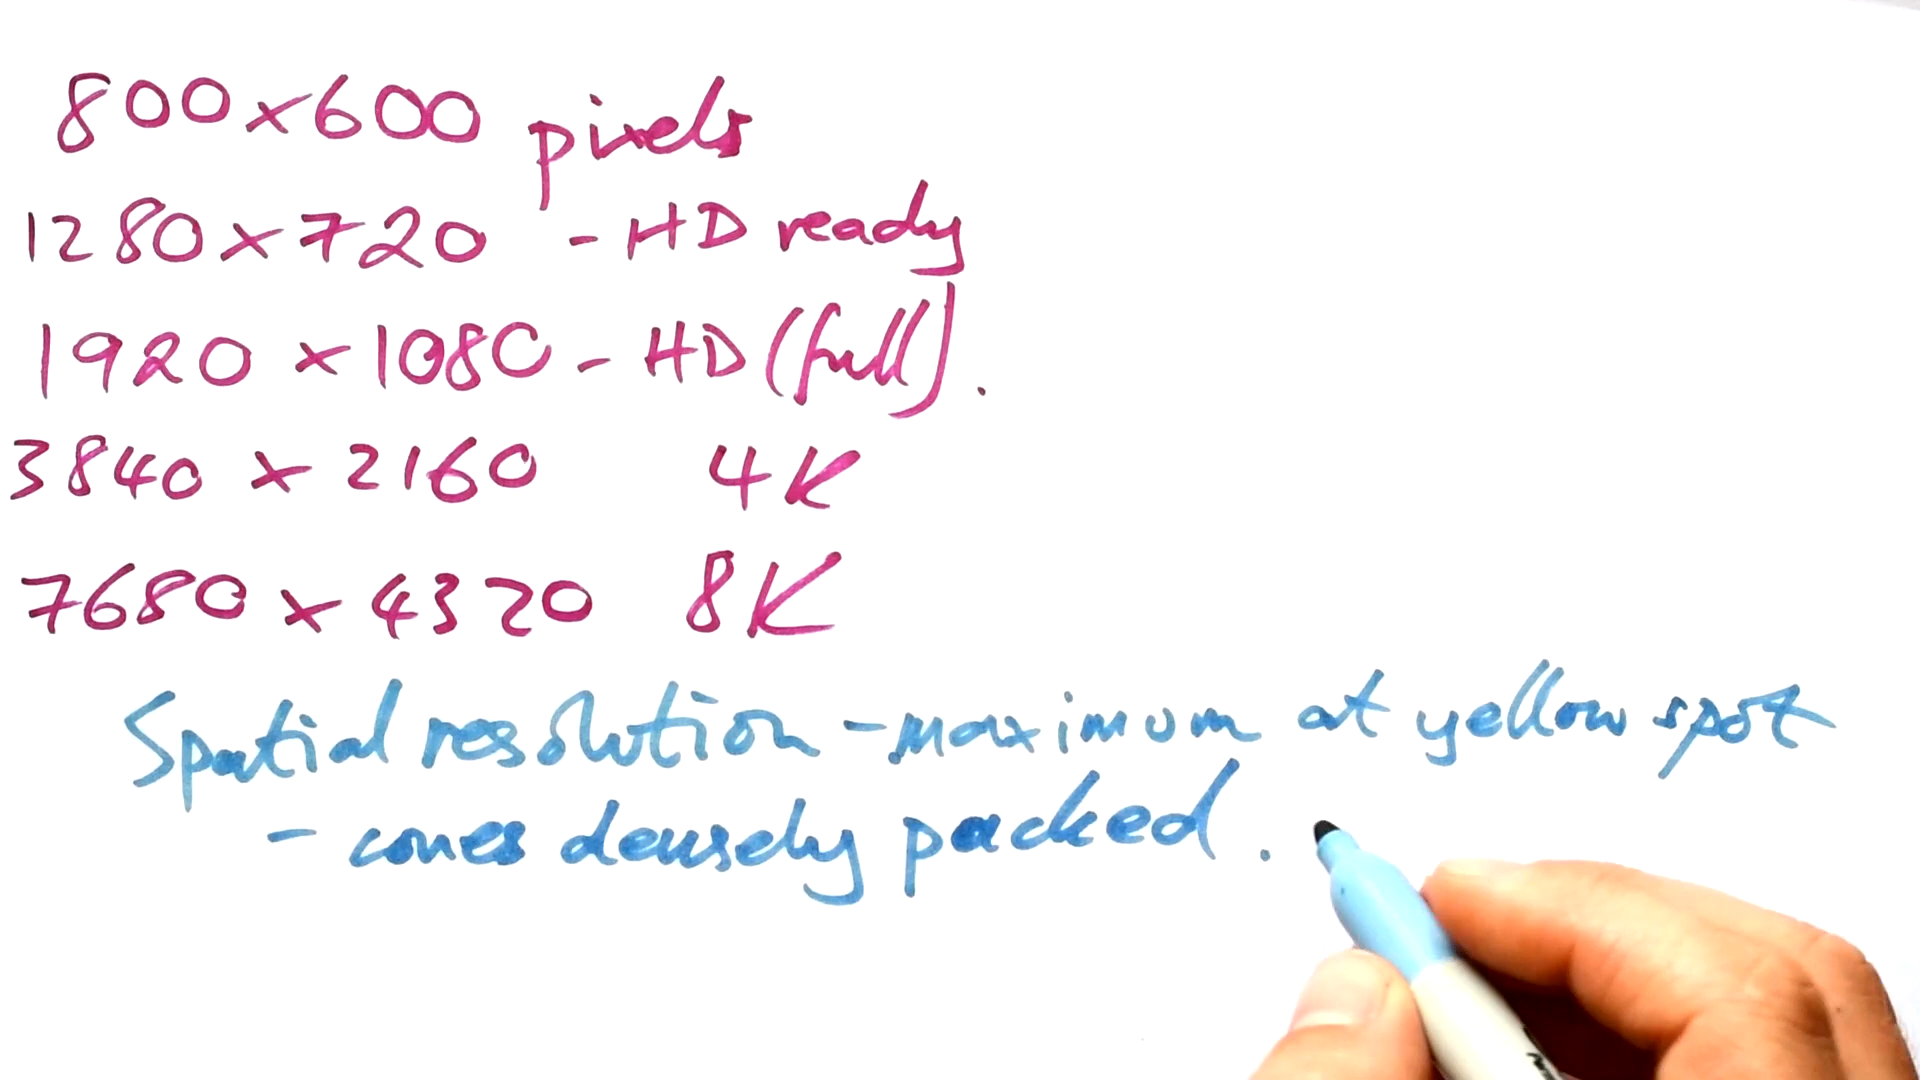 800x600 pixels
1280x720 - HD ready
1920 x 1080 - HD (full).
3840 x 2160 4K
7680 x 4320 8K
Spatial resolution - maximum at yellow spot
- cones densely packed.